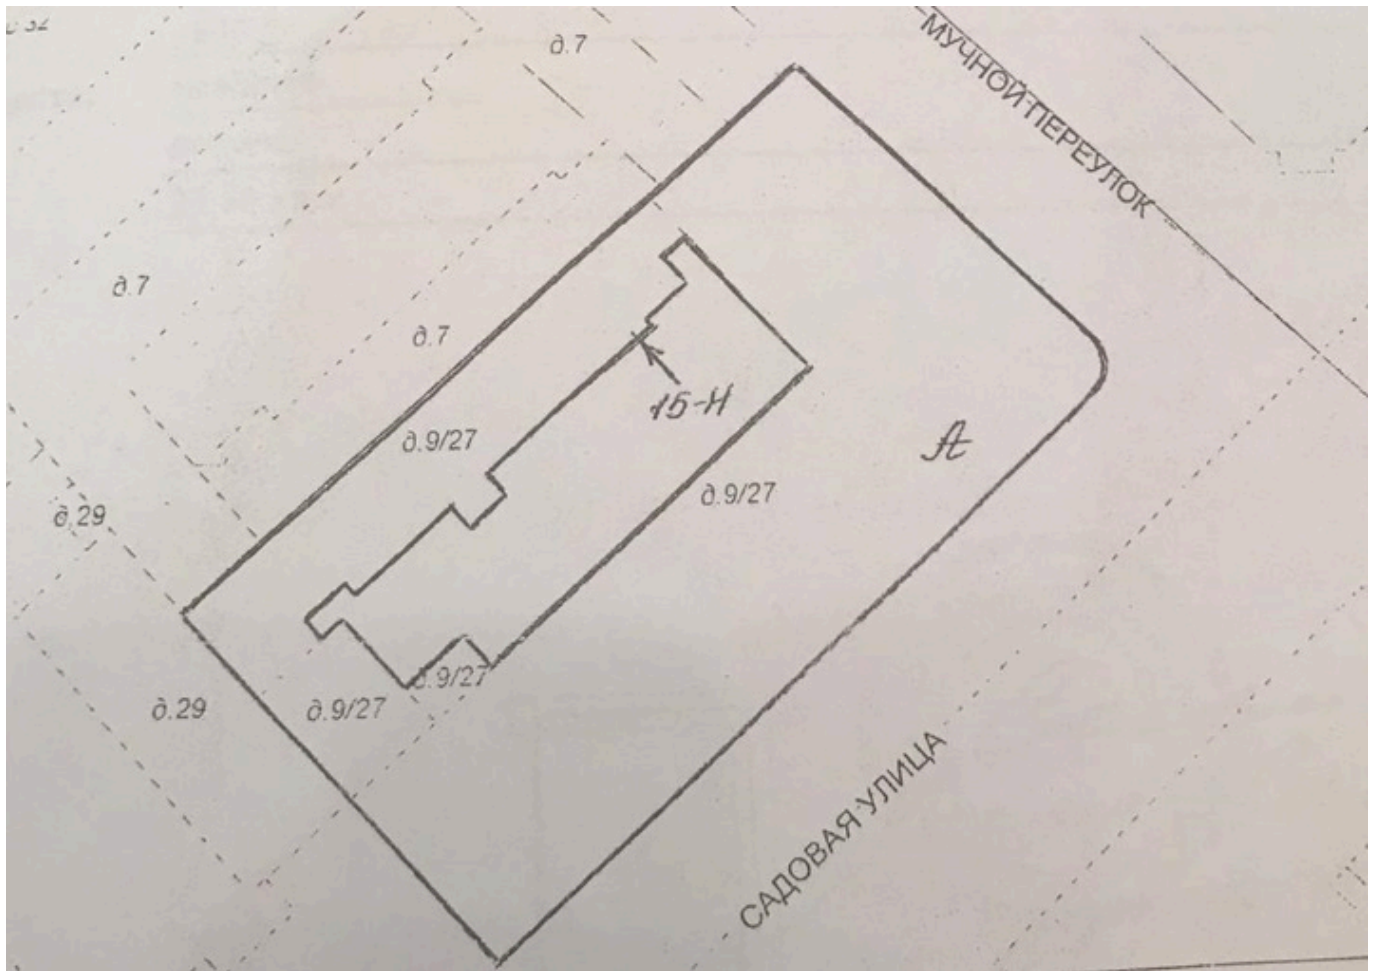 д.7
МУЧНОЙ ПЕРЕУЛОК
д.7
д.7
15-Н
д.9/27
А
д.9/27
д.29
д.9/27
д.29
д.9/27
САДОВАЯ УЛИЦА